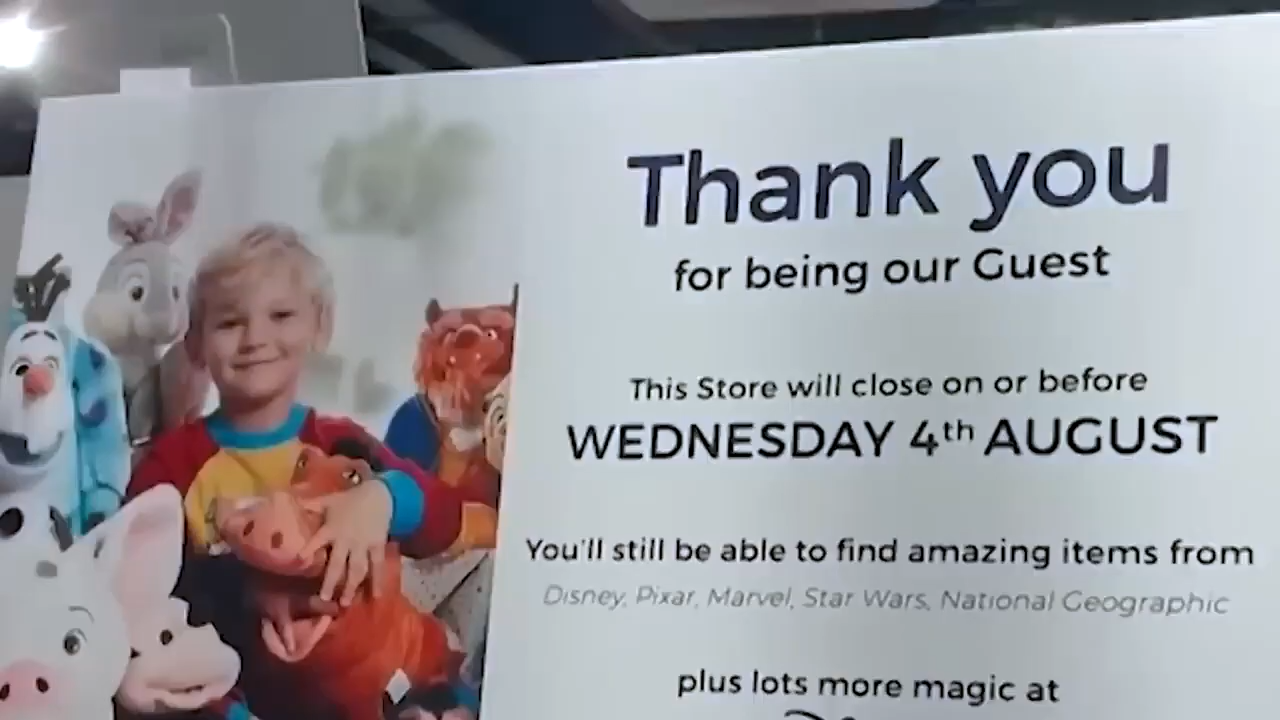 Thank you
for being our Guest
This Store will close on or before
WEDNESDAY 4th AUGUST
You'll still be able to find amazing items from
Disney, Pixar, Marvel, Star Wars, National Geographic
plus lots more magic at